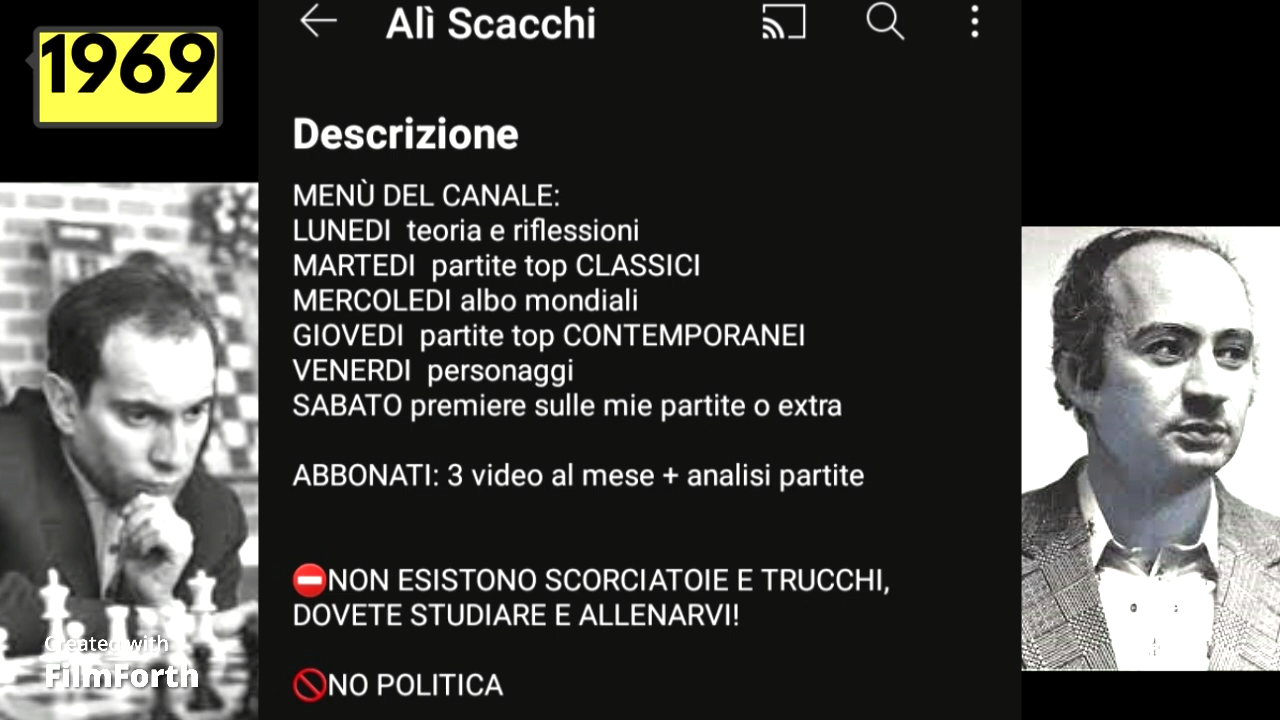 1969
Alì Scacchi
Descrizione
MENÙ DEL CANALE:
LUNEDI  teoria e riflessioni
MARTEDI  partite top CLASSICI
MERCOLEDI albo mondiali
GIOVEDI  partite top CONTEMPORANEI
VENERDI  personaggi
SABATO premiere sulle mie partite o extra
ABBONATI: 3 video al mese + analisi partite
⛔NON ESISTONO SCORCIATOIE E TRUCCHI,
DOVETE STUDIARE E ALLENARVI!
🚫NO POLITICA
Created with
FilmForth